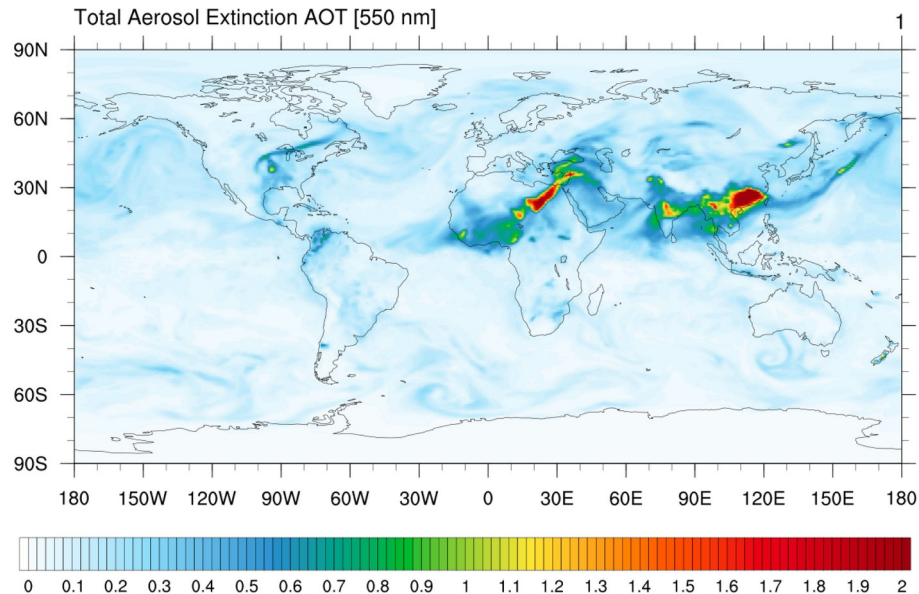 Total Aerosol Extinction AOT [550 nm]
1
90N
60N
30N
0
30S
60S
90S
180 150W 120W 90W 60W 30W 0 30E 60E 90E 120E 150E 180
0 0.1 0.2 0.3 0.4 0.5 0.6 0.7 0.8 0.9 1 1.1 1.2 1.3 1.4 1.5 1.6 1.7 1.8 1.9 2